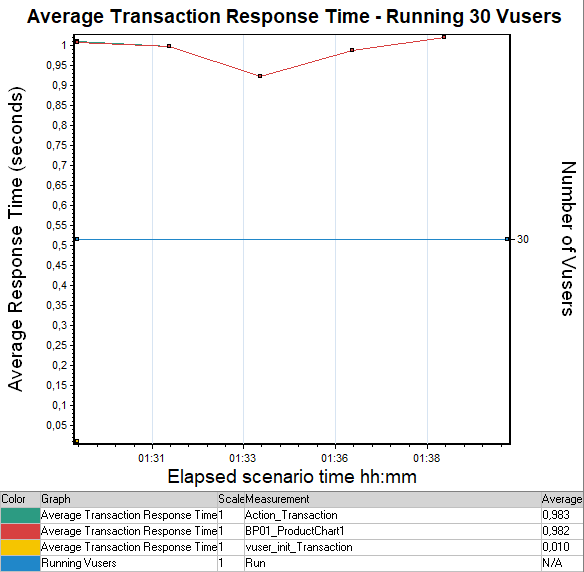 Average Transaction Response Time - Running 30 Vusers
Average Response Time (seconds)
1
0,95
0,9
0,85
0,8
0,75
0,7
0,65
0,6
0,55
0,5
0,45
0,4
0,35
0,3
0,25
0,2
0,15
0,1
0,05
30
Number of Vusers
01:31 01:33 01:36 01:38
Elapsed scenario time hh:mm
Color Graph Scale Measurement Average
Average Transaction Response Time 1 Action_Transaction 0,983
Average Transaction Response Time 1 BP01_ProductChart1 0,982
Average Transaction Response Time 1 vuser_init_Transaction 0,010
Running Vusers 1 Run N/A